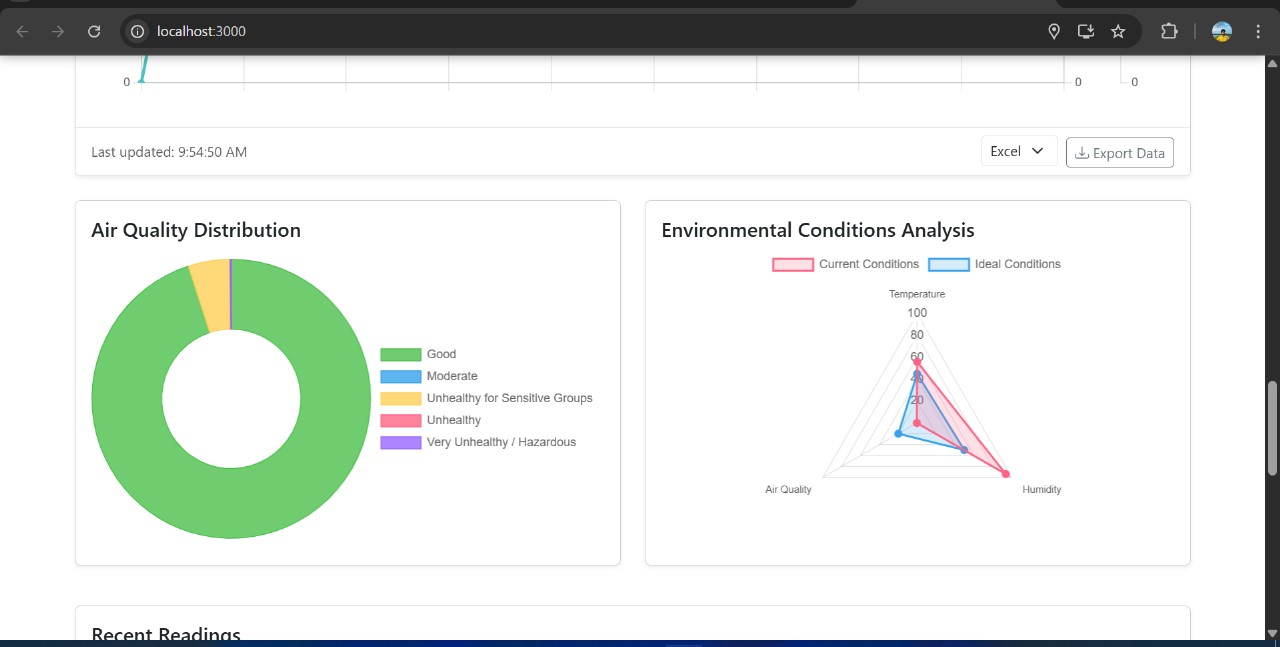 localhost:3000
0 0 0
Last updated: 9:54:50 AM
Excel
Export Data
Air Quality Distribution
Good
Moderate
Unhealthy for Sensitive Groups
Unhealthy
Very Unhealthy / Hazardous
Environmental Conditions Analysis
Current Conditions Ideal Conditions
Temperature
100
80
60
40
20
Air Quality
Humidity
Recent Readings